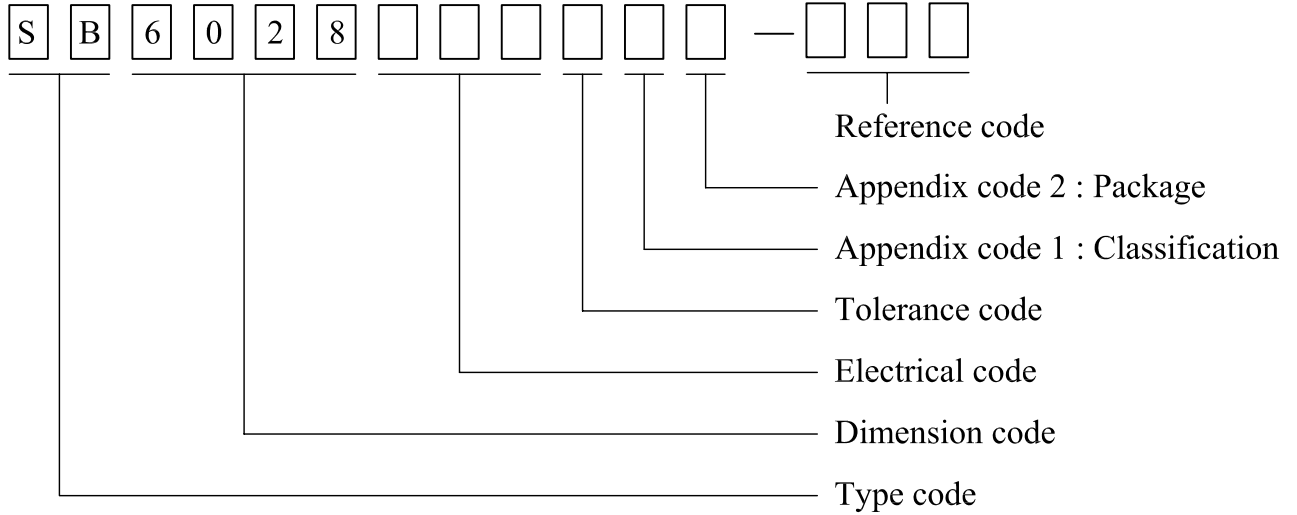 S B 6 0 2 8 —
Reference code
Appendix code 2 : Package
Appendix code 1 : Classification
Tolerance code
Electrical code
Dimension code
Type code